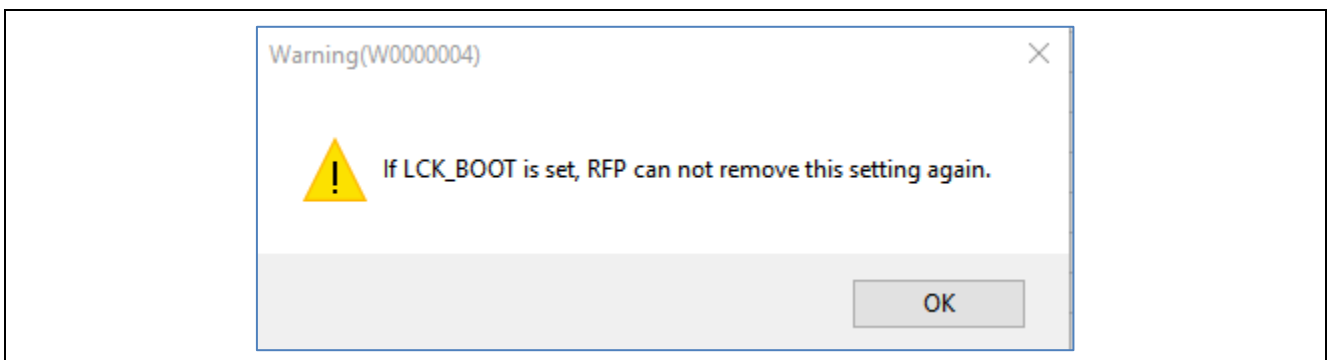 Warning(W0000004)
If LCK_BOOT is set, RFP can not remove this setting again.
OK